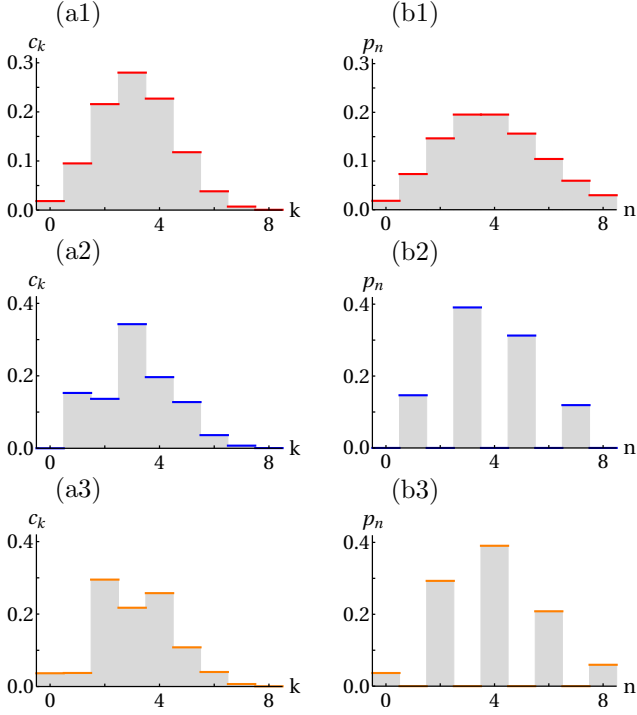 (a1) (b1)
c_k p_n
0.3 0.3
0.2 0.2
0.1 0.1
0.0 0.0
0 4 8 k 0 4 8 n
(a2) (b2)
c_k p_n
0.4 0.4
0.2 0.2
0.0 0.0
0 4 8 k 0 4 8 n
(a3) (b3)
c_k p_n
0.4 0.4
0.2 0.2
0.0 0.0
0 4 8 k 0 4 8 n